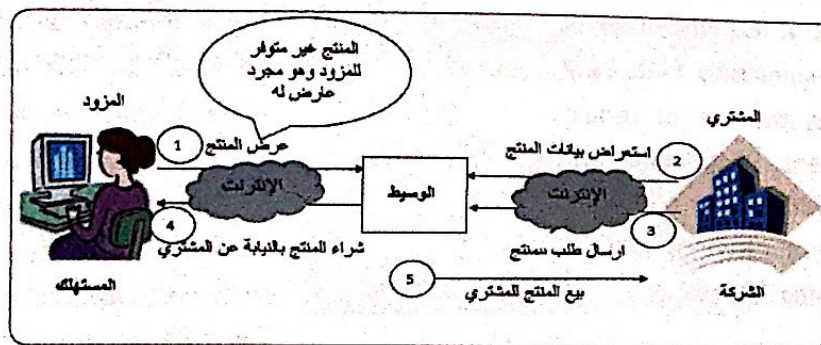 المنتج غير متوفر
للمزود وهو مجرد
عارض له
المشتري
المزود
1 عرض المنتج
استعراض بيانات المنتج 2
الإنترنت
الوسيط
الإنترنت
4
3
شراء المنتج بالنيابة عن المشتري
ارسال طلب منتج
المستهلك
الشركة
5
بيع المنتج للمشتري